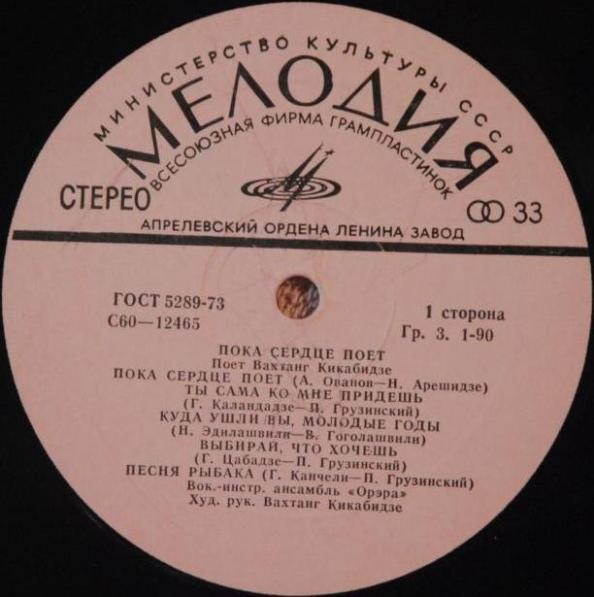 МИНИСТЕРСТВО КУЛЬТУРЫ СССР
МЕЛОДИЯ
ВСЕСОЮЗНАЯ ФИРМА ГРАМПЛАСТИНОК
СТЕРЕО
33
АПРЕЛЕВСКИЙ ОРДЕНА ЛЕНИНА ЗАВОД
ГОСТ 5289-73
С60—12465
1 сторона
Гр. 3. 1-90
ПОКА СЕРДЦЕ ПОЕТ
Поет Вахтанг Кикабидзе
ПОКА СЕРДЦЕ ПОЕТ (А. Ованов—Н. Арешидзе)
ТЫ САМА КО МНЕ ПРИДЕШЬ
(Г. Каландадзе—П. Грузинский)
КУДА УШЛИ ВЫ, МОЛОДЫЕ ГОДЫ
(Н. Эдилашвили—В. Гоголашвили)
ВЫБИРАЙ, ЧТО ХОЧЕШЬ
(Г. Цабадзе—П. Грузинский)
ПЕСНЯ РЫБАКА (Г. Канчели—П. Грузинский)
Вок.-инстр. ансамбль «Орэра»
Худ. рук. Вахтанг Кикабидзе